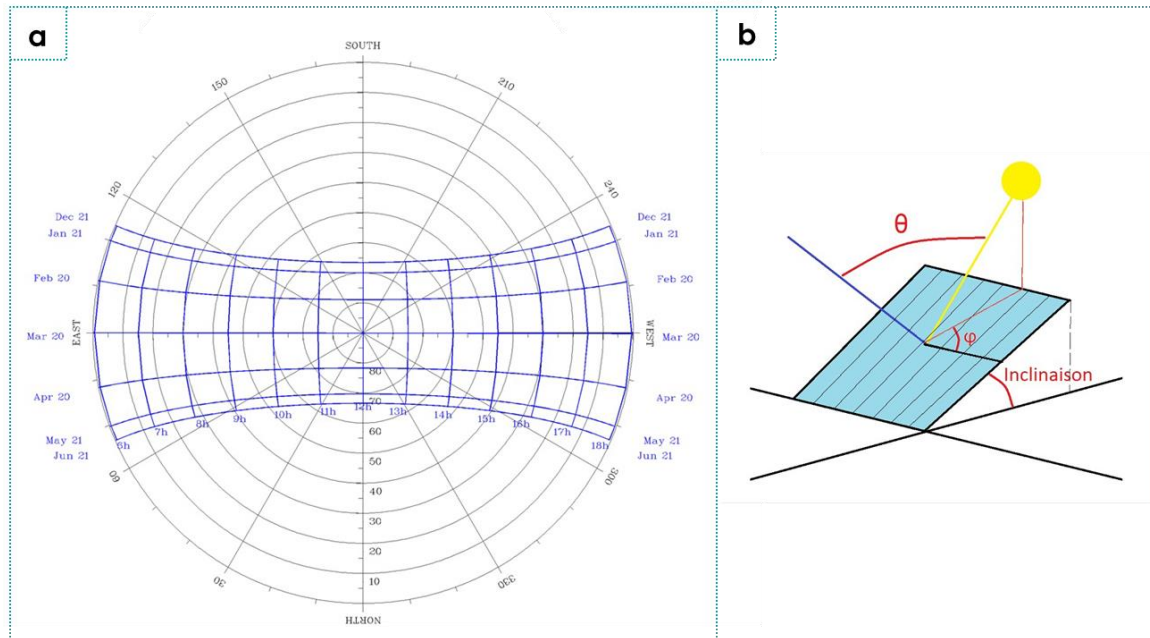 a
SOUTH
150
210
120
240
Dec 21
Jan 21
Feb 20
Mar 20
Apr 20
May 21
Jun 21
EAST
Dec 21
Jan 21
Feb 20
Mar 20
Apr 20
May 21
Jun 21
WEST
80
70
60
50
40
30
20
10
6h
7h
8h
9h
10h
11h
12h
13h
14h
15h
16h
17h
18h
60
300
30
330
NORTH
b
θ
φ
Inclinaison